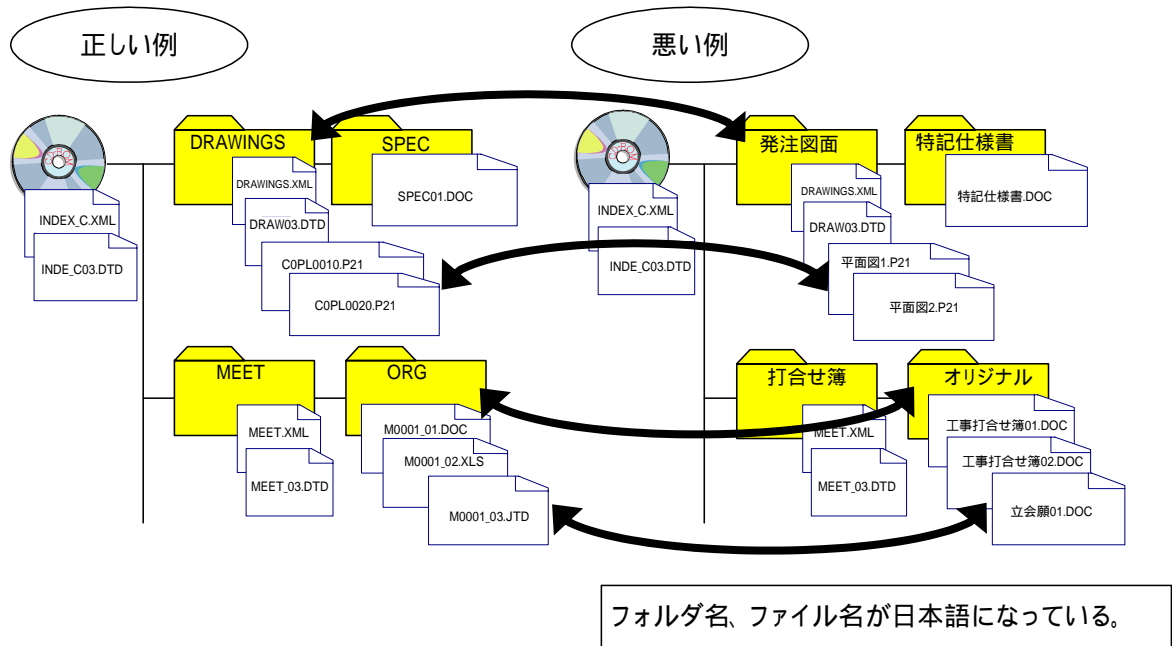 正しい例
悪い例
DRAWINGS
SPEC
DRAWINGS.XML
DRAW03.DTD
C0PL0010.P21
C0PL0020.P21
SPEC01.DOC
INDEX_C.XML
INDE_C03.DTD
MEET
ORG
MEET.XML
MEET_03.DTD
M0001_01.DOC
M0001_02.XLS
M0001_03.JTD
発注図面
特記仕様書
DRAWINGS.XML
DRAW03.DTD
平面図1.P21
平面図2.P21
特記仕様書.DOC
INDEX_C.XML
INDE_C03.DTD
打合せ簿
オリジナル
MEET.XML
MEET_03.DTD
工事打合せ簿01.DOC
工事打合せ簿02.DOC
立会願01.DOC
フォルダ名、ファイル名が日本語になっている。